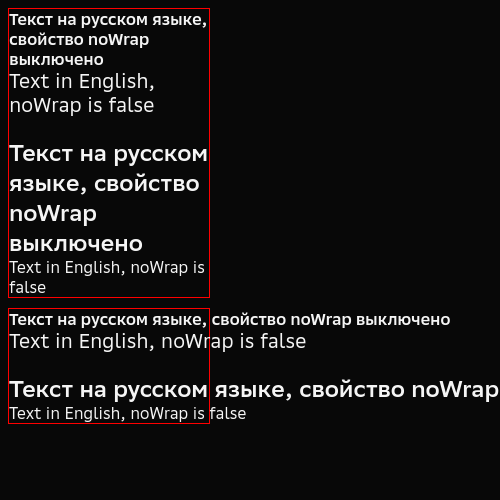 Текст на русском языке,
свойство noWrap
выключено
Text in English,
noWrap is false
Текст на русском
языке, свойство
noWrap
выключено
Text in English, noWrap is
false
Текст на русском языке, свойство noWrap выключено
Text in English, noWrap is false
Текст на русском языке, свойство noWrap
Text in English, noWrap is false